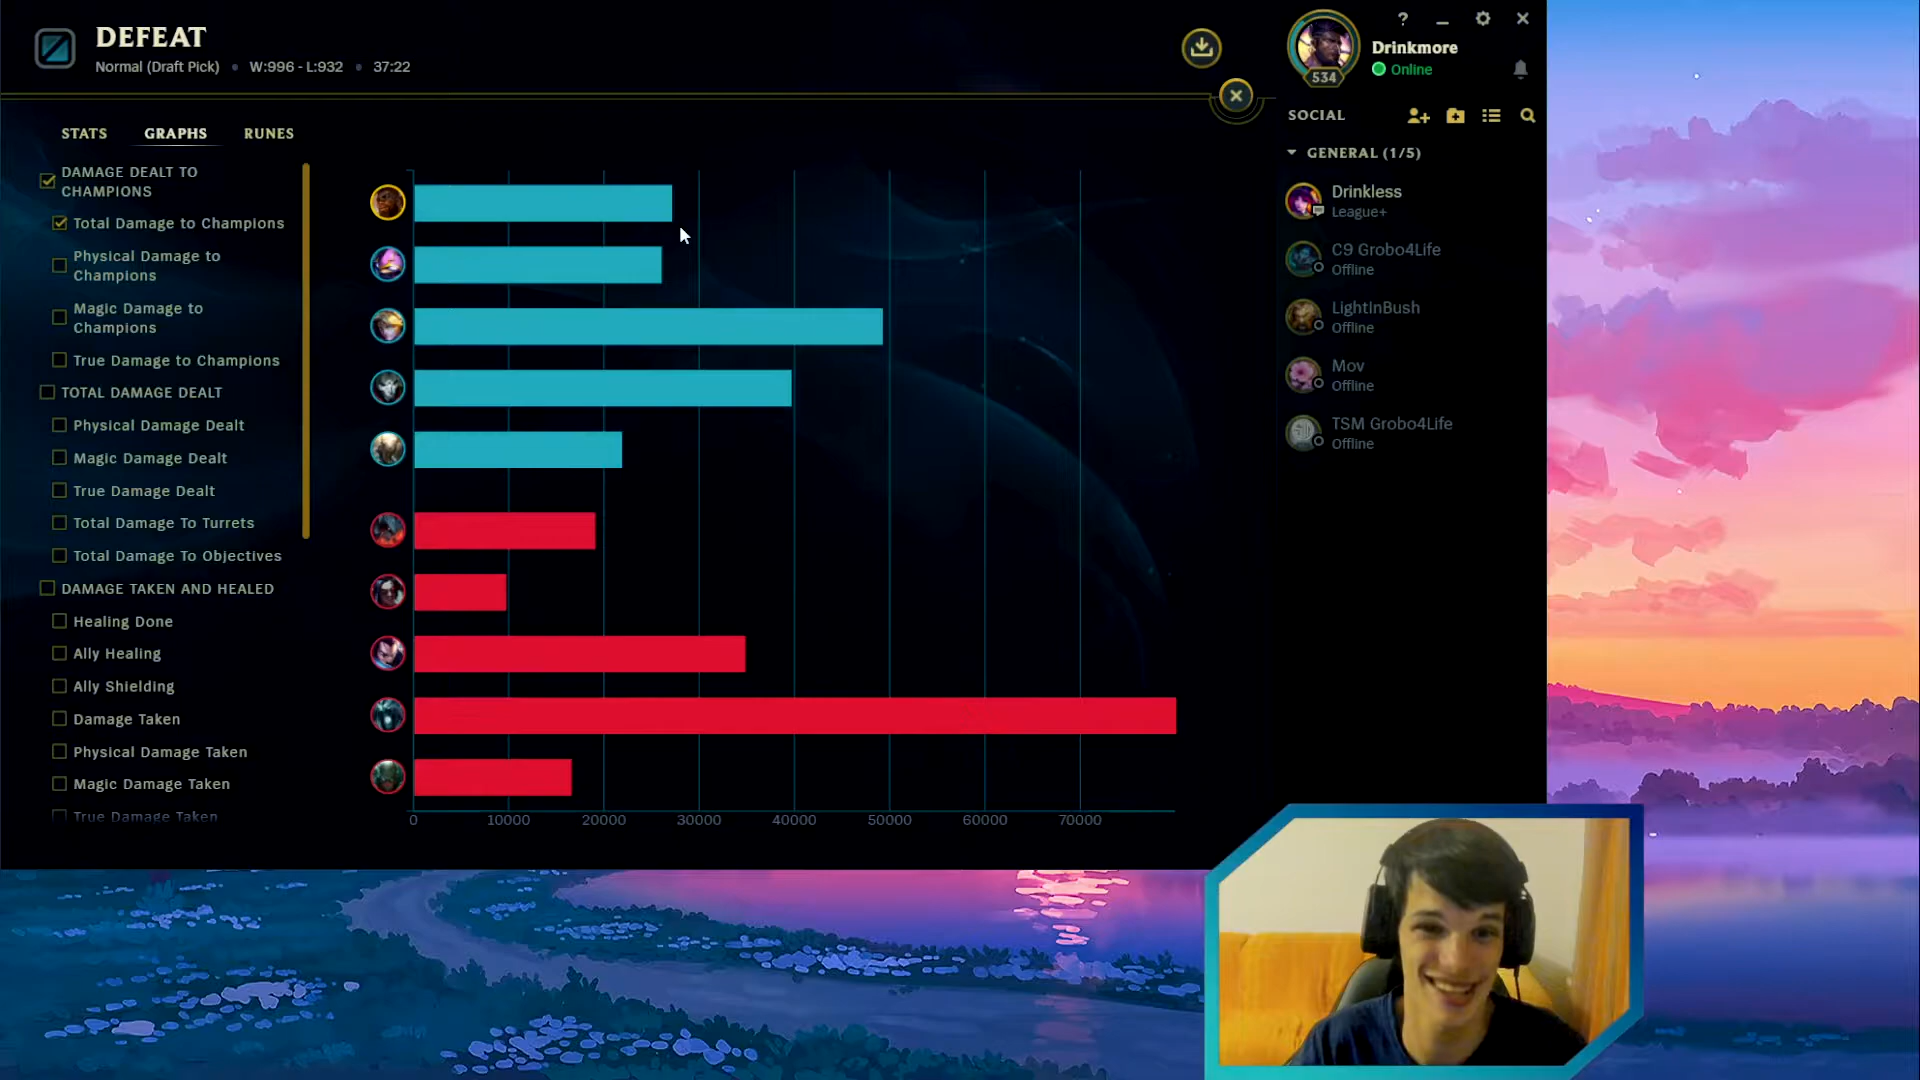 DEFEAT
Normal (Draft Pick) • W:996 - L:932 • 37:22
STATS GRAPHS RUNES
DAMAGE DEALT TO
CHAMPIONS
Total Damage to Champions
Physical Damage to
Champions
Magic Damage to
Champions
True Damage to Champions
TOTAL DAMAGE DEALT
Physical Damage Dealt
Magic Damage Dealt
True Damage Dealt
Total Damage To Turrets
Total Damage To Objectives
DAMAGE TAKEN AND HEALED
Healing Done
Ally Healing
Ally Shielding
Damage Taken
Physical Damage Taken
Magic Damage Taken
True Damage Taken
0 10000 20000 30000 40000 50000 60000 70000
?
534
Drinkmore
Online
SOCIAL
GENERAL (1/5)
Drinkless
League+
C9 Grobo4Life
Offline
LightInBush
Offline
Mov
Offline
TSM Grobo4Life
Offline